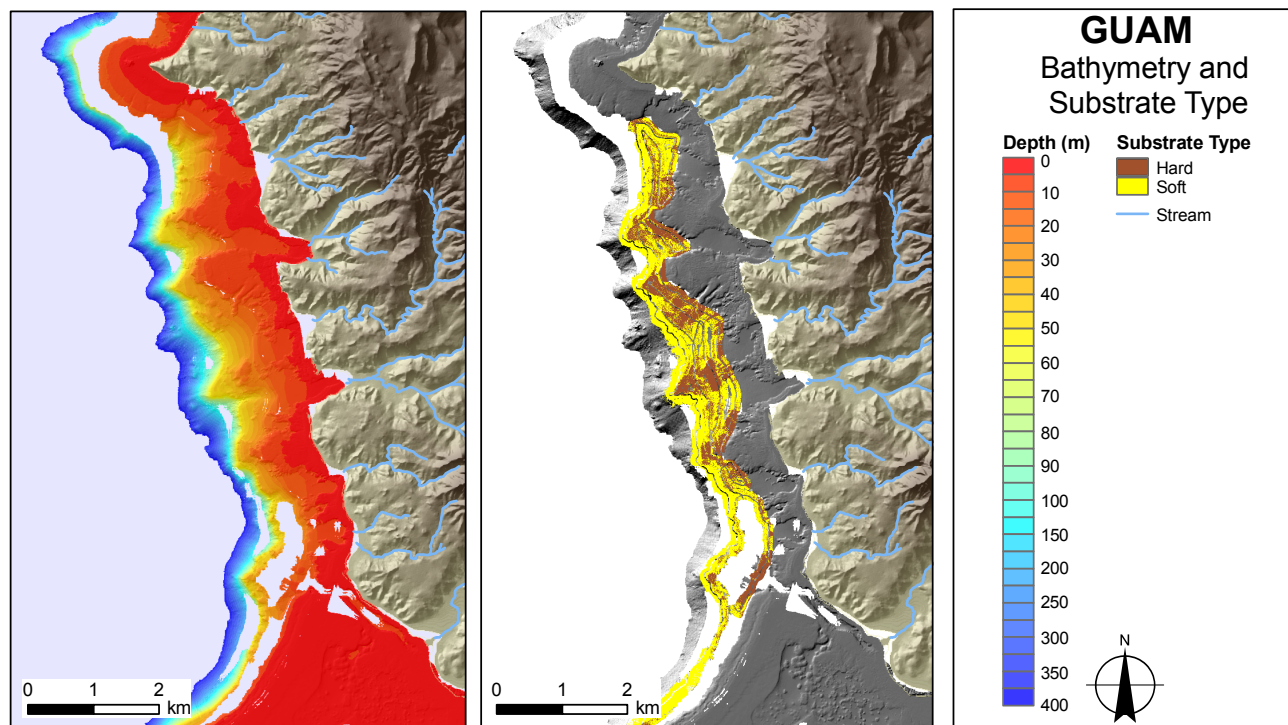 0 1 2 km
0 1 2 km
GUAM
Bathymetry and
Substrate Type
Depth (m)
0
10
20
30
40
50
60
70
80
90
100
150
200
250
300
350
400
Substrate Type
Hard
Soft
Stream
N